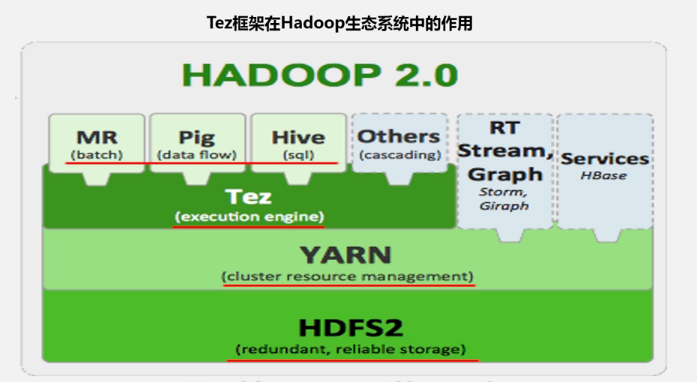 Tez框架在Hadoop生态系统中的作用
HADOOP 2.0
MR
(batch)
Pig
(data flow)
Hive
(sql)
Others
(cascading)
RT
Stream,
Graph
Storm,
Giraph
Services
HBase
Tez
(execution engine)
YARN
(cluster resource management)
HDFS2
(redundant, reliable storage)